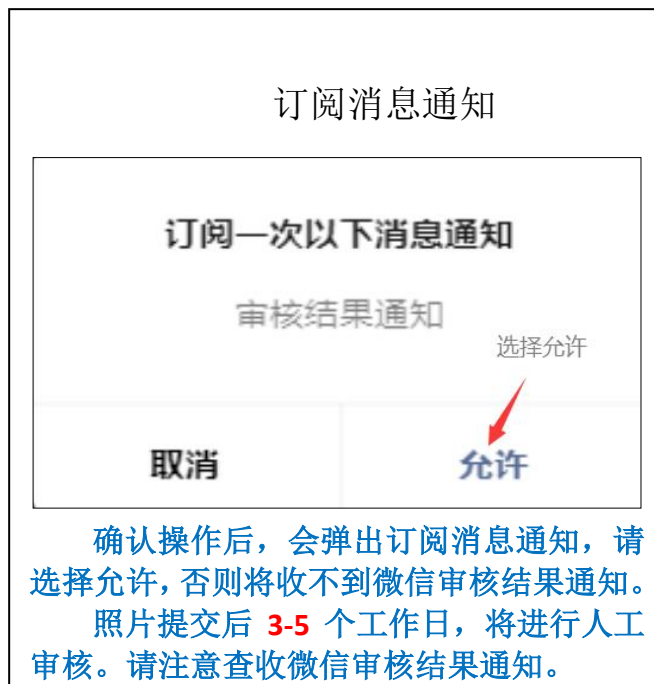 订阅消息通知
订阅一次以下消息通知
审核结果通知
选择允许
取消 允许
确认操作后，会弹出订阅消息通知，请
选择允许，否则将收不到微信审核结果通知。
照片提交后 3-5 个工作日，将进行人工
审核。请注意查收微信审核结果通知。